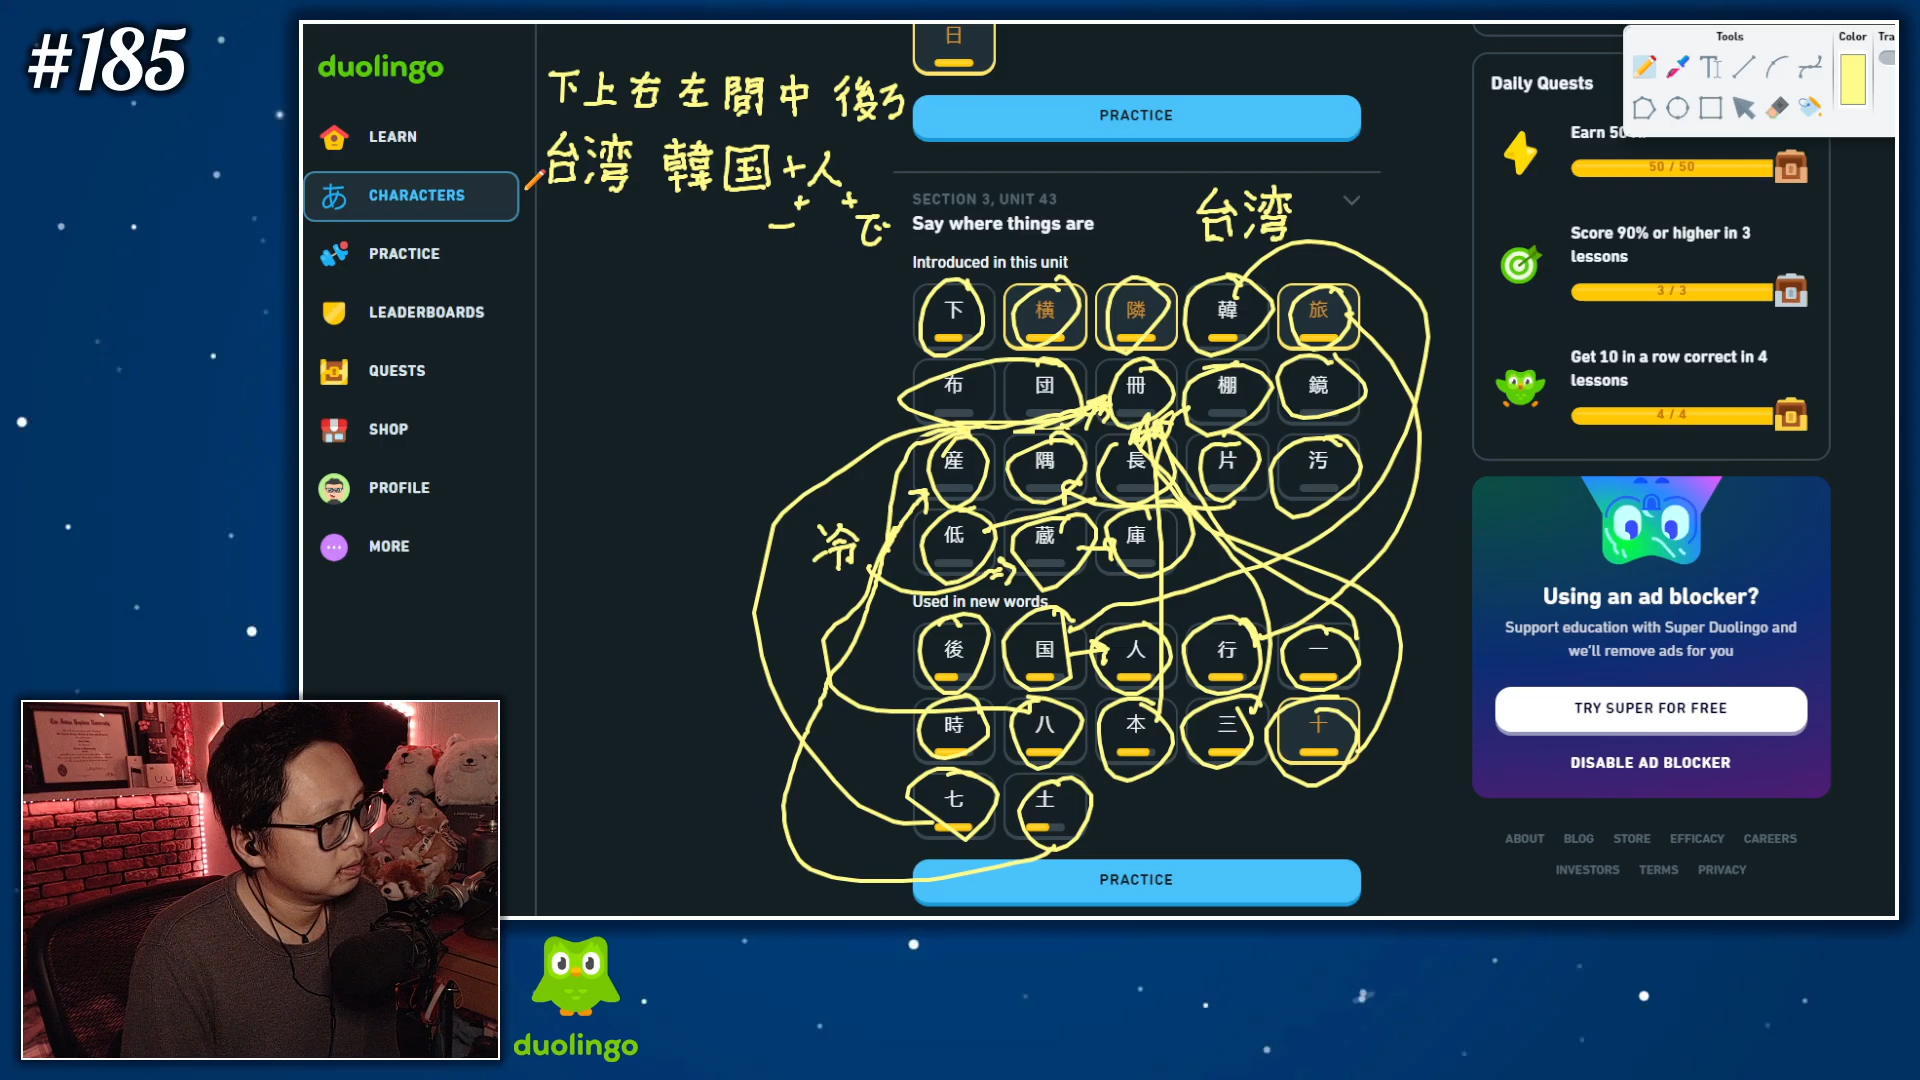 #185
duolingo
LEARN
CHARACTERS
PRACTICE
LEADERBOARDS
QUESTS
SHOP
PROFILE
MORE
あ
下上右左間中後ろ
台湾 韓国+人
+ +
一 で
日
PRACTICE
SECTION 3, UNIT 43
Say where things are
台湾
Introduced in this unit
下 横 隣 韓 旅
布 団 冊 棚 鏡
産 隅 長 片 汚
低 蔵 庫
冷
Used in new words
後 国 人 行 一
時 八 本 三 十
七 土
PRACTICE
Tools
Color
Tra
Daily Quests
Earn 50
50 / 50
Score 90% or higher in 3
lessons
3 / 3
Get 10 in a row correct in 4
lessons
4 / 4
Using an ad blocker?
Support education with Super Duolingo and
we'll remove ads for you
TRY SUPER FOR FREE
DISABLE AD BLOCKER
ABOUT BLOG STORE EFFICACY CAREERS
INVESTORS TERMS PRIVACY
duolingo